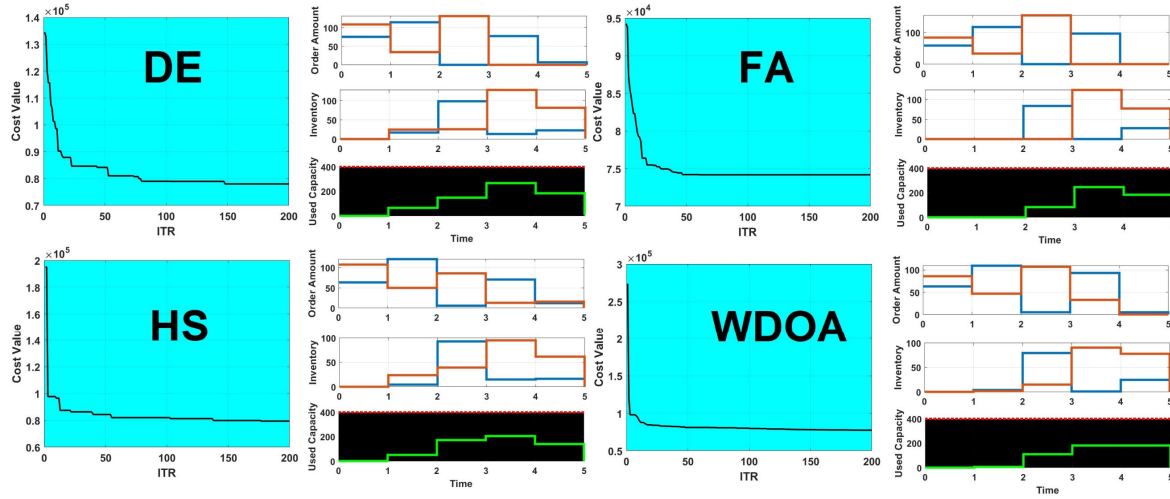 ×10⁵
1.4
1.3
1.2
1.1
1
0.9
0.8
0.7
Cost Value
DE
0 50 100 150 200
ITR
Order Amount
100
50
0
0 1 2 3 4 5
Inventory
100
50
0
0 1 2 3 4 5
Used Capacity
400
200
0
0 1 2 3 4 5
Time
×10⁴
9.5
9
8.5
8
7.5
7
Cost Value
FA
0 50 100 150 200
ITR
Order Amount
100
50
0
0 1 2 3 4 5
Inventory
100
50
0
0 1 2 3 4 5
Used Capacity
400
200
0
0 1 2 3 4 5
Time
×10⁵
2
1.8
1.6
1.4
1.2
1
0.8
0.6
Cost Value
HS
0 50 100 150 200
ITR
Order Amount
100
50
0
0 1 2 3 4 5
Inventory
100
50
0
0 1 2 3 4 5
Used Capacity
400
200
0
0 1 2 3 4 5
Time
×10⁵
3
2.5
2
1.5
1
0.5
Cost Value
WDOA
0 50 100 150 200
ITR
Order Amount
100
50
0
0 1 2 3 4 5
Inventory
100
50
0
0 1 2 3 4 5
Used Capacity
400
200
0
0 1 2 3 4 5
Time